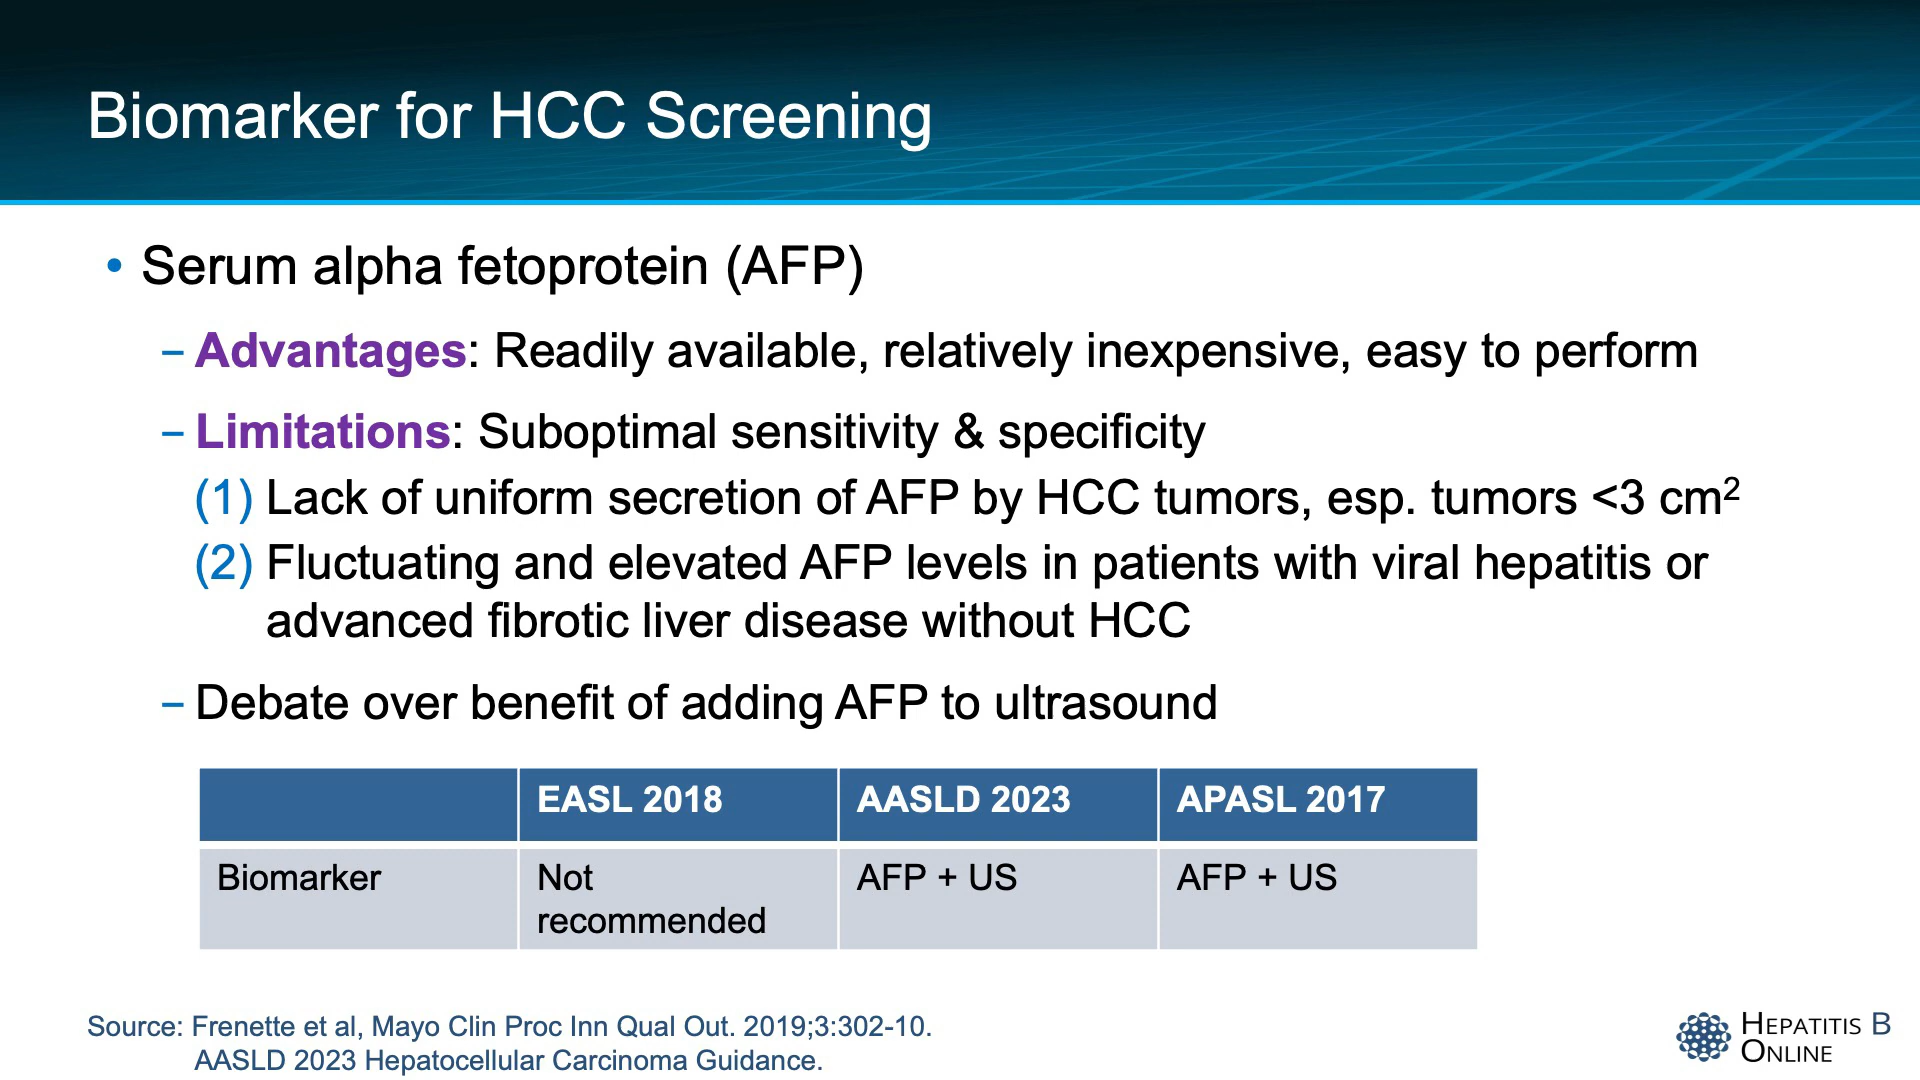 Biomarker for HCC Screening
• Serum alpha fetoprotein (AFP)
– Advantages: Readily available, relatively inexpensive, easy to perform
– Limitations: Suboptimal sensitivity & specificity
(1) Lack of uniform secretion of AFP by HCC tumors, esp. tumors <3 cm²
(2) Fluctuating and elevated AFP levels in patients with viral hepatitis or
advanced fibrotic liver disease without HCC
– Debate over benefit of adding AFP to ultrasound
EASL 2018 AASLD 2023 APASL 2017
Biomarker Not AFP + US AFP + US
recommended
Source: Frenette et al, Mayo Clin Proc Inn Qual Out. 2019;3:302-10.
AASLD 2023 Hepatocellular Carcinoma Guidance.
HEPATITIS B
ONLINE